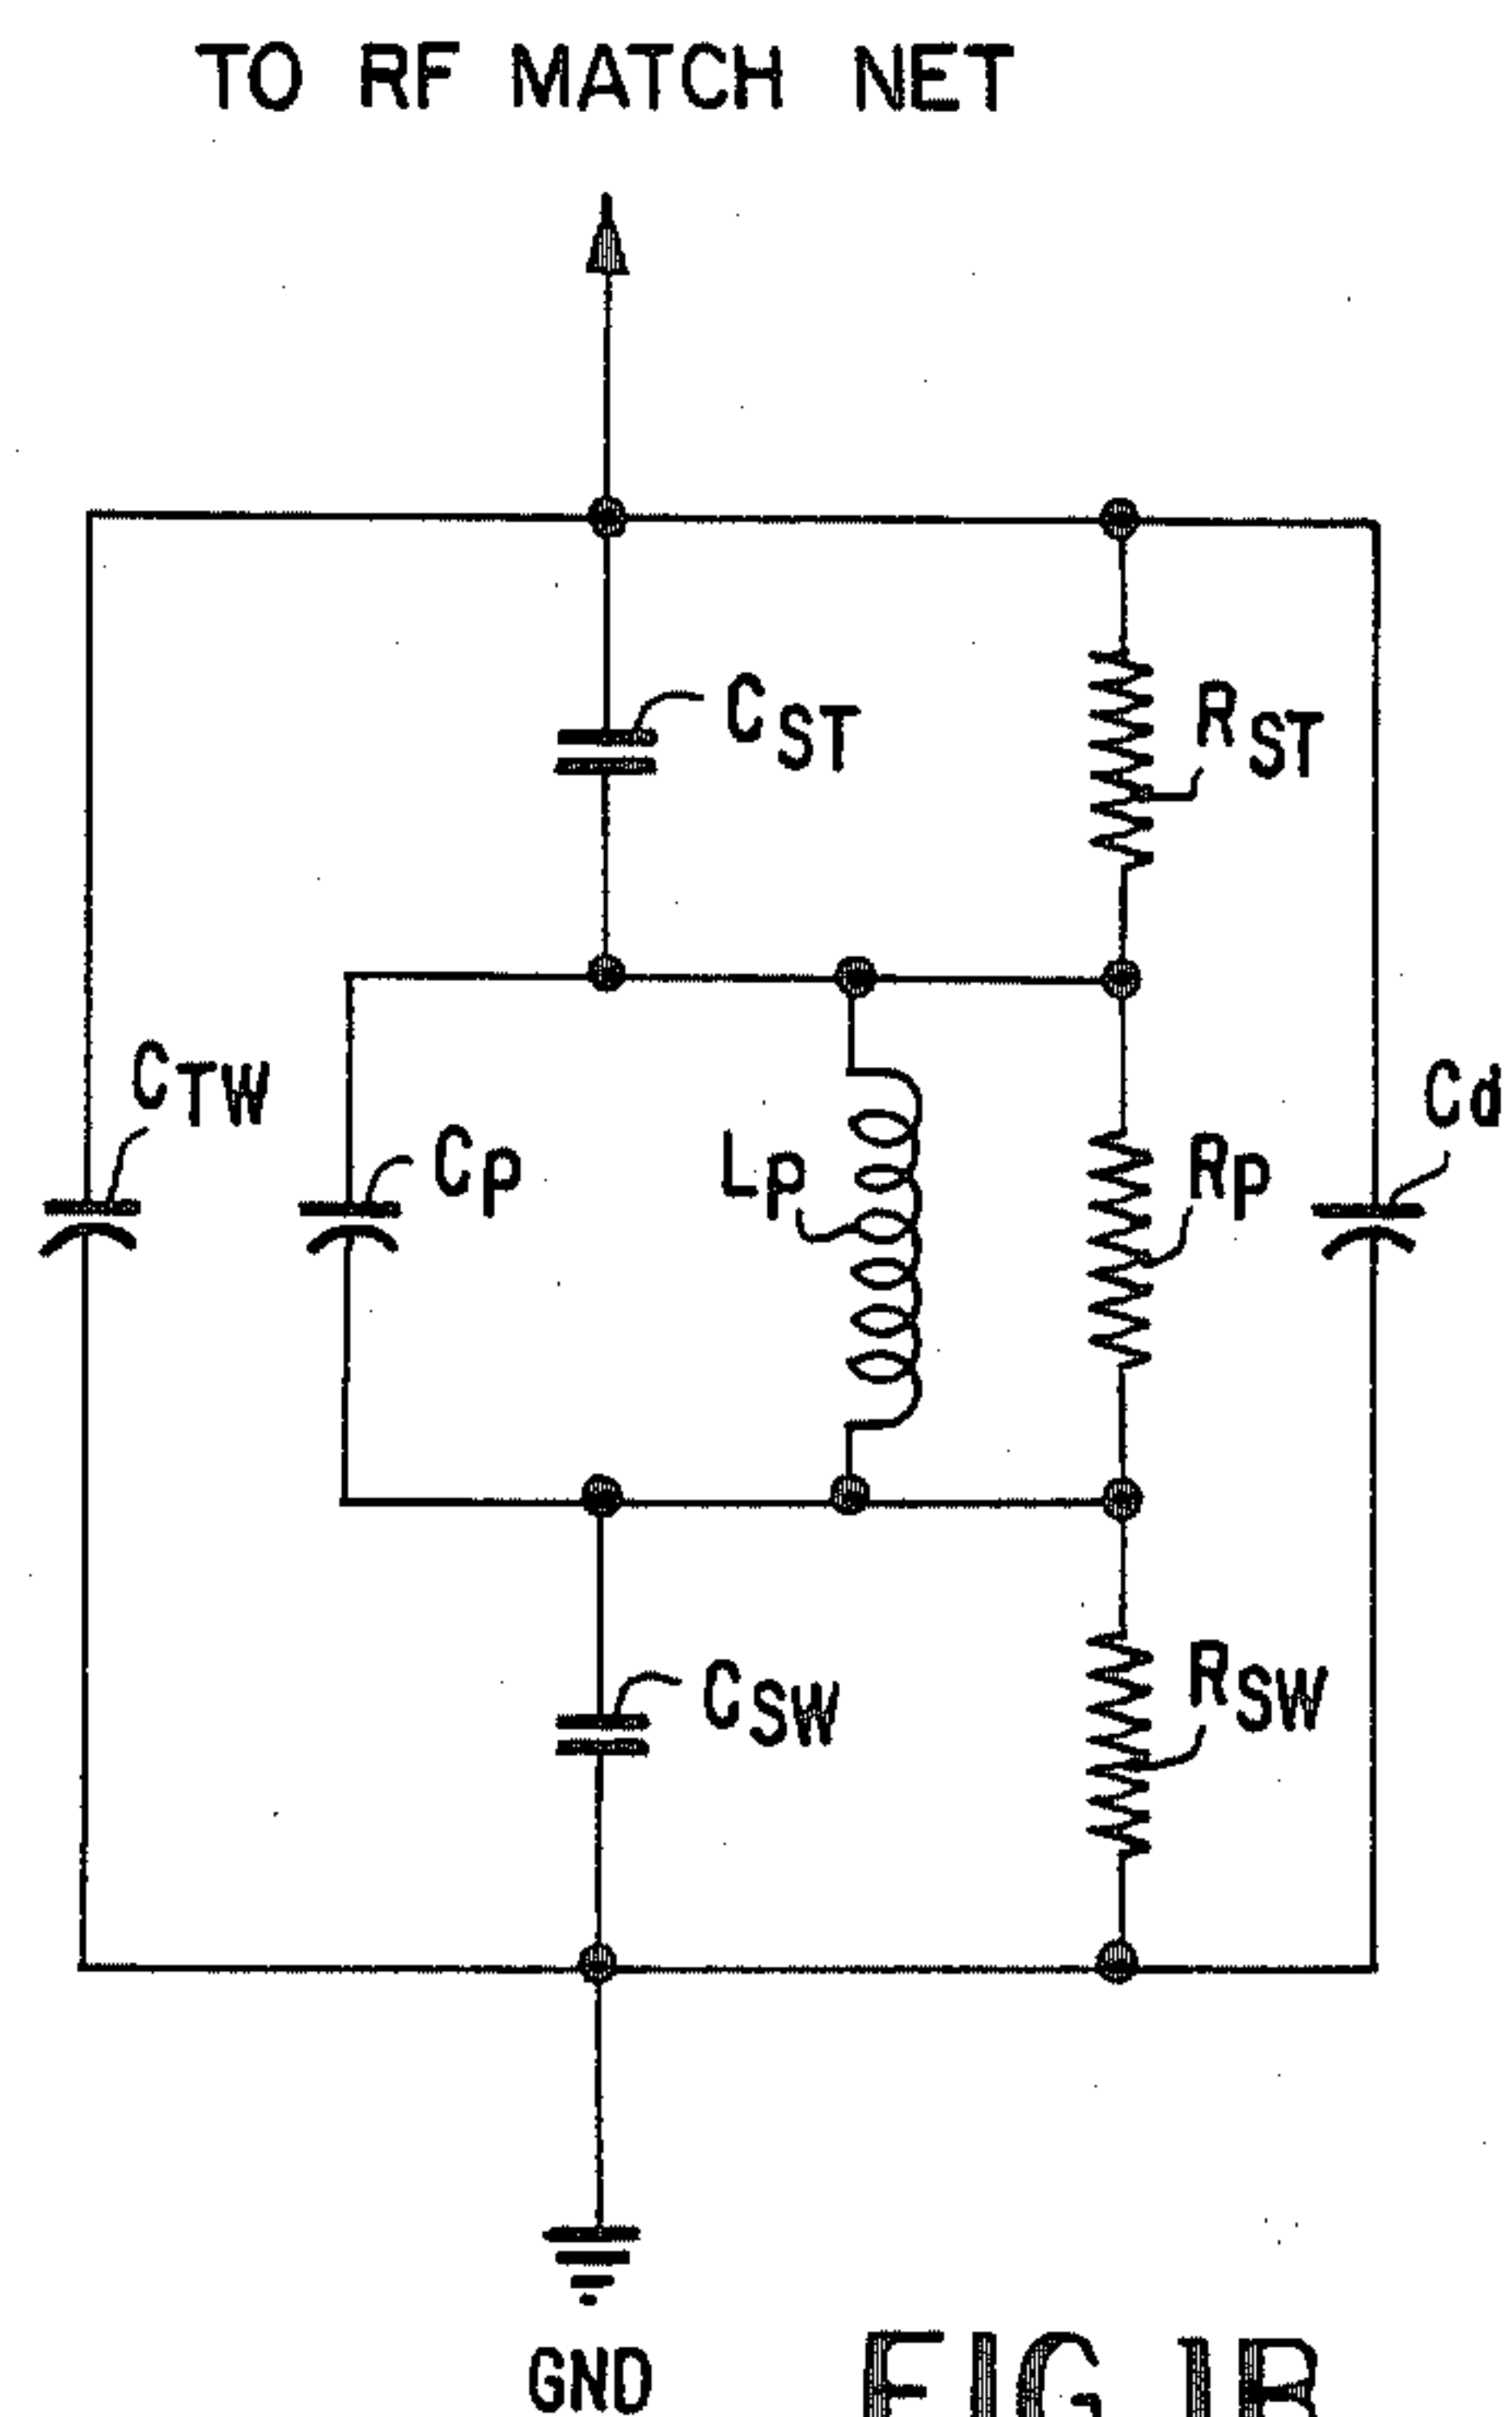 TO RF MATCH NET
CST
RST
CTW
CP
LP
RP
Cd
CSW
RSW
GND
FIG 1B